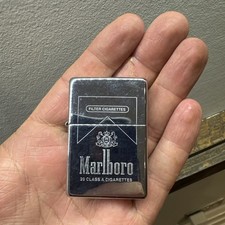 FILTER CIGARETTES
Marlboro
20 CLASS A CIGARETTES